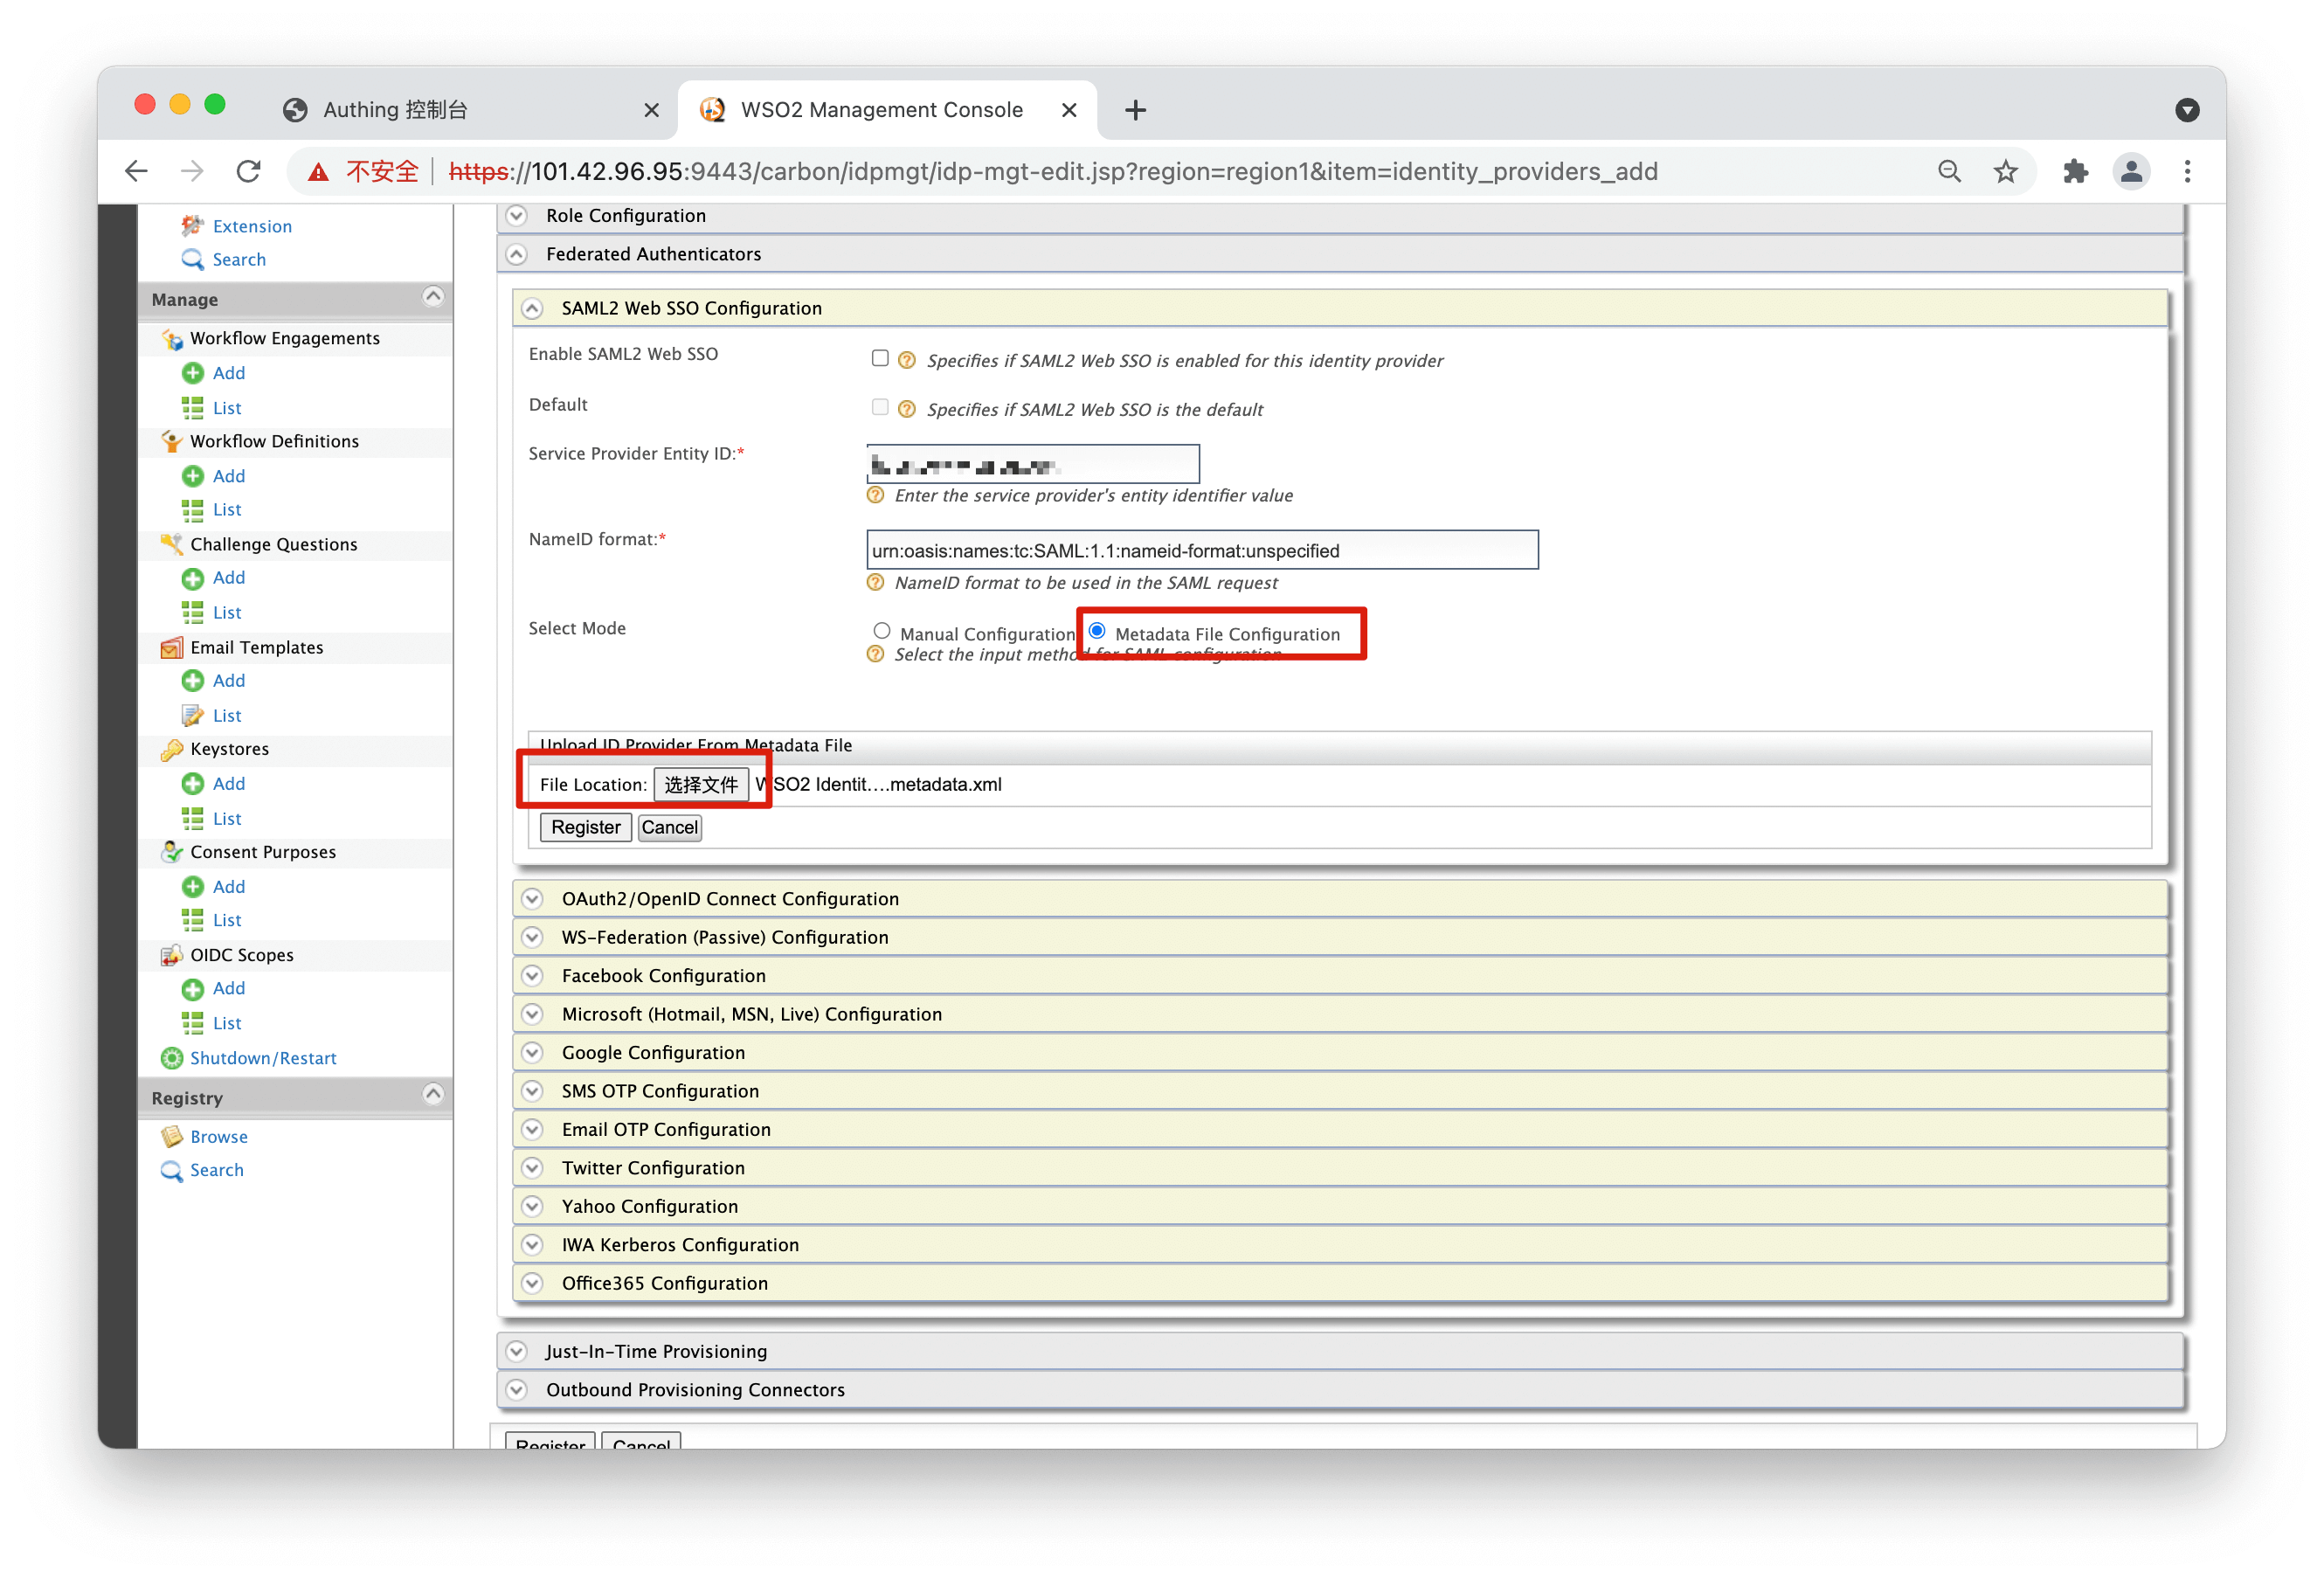 Authing 控制台
WSO2 Management Console
不安全 https://101.42.96.95:9443/carbon/idpmgt/idp-mgt-edit.jsp?region=region1&item=identity_providers_add
Extension
Search
Manage
Workflow Engagements
Add
List
Workflow Definitions
Add
List
Challenge Questions
Add
List
Email Templates
Add
List
Keystores
Add
List
Consent Purposes
Add
List
OIDC Scopes
Add
List
Shutdown/Restart
Registry
Browse
Search
Role Configuration
Federated Authenticators
SAML2 Web SSO Configuration
Enable SAML2 Web SSO
Specifies if SAML2 Web SSO is enabled for this identity provider
Default
Specifies if SAML2 Web SSO is the default
Service Provider Entity ID:*
Enter the service provider's entity identifier value
NameID format:*
urn:oasis:names:tc:SAML:1.1:nameid-format:unspecified
NameID format to be used in the SAML request
Select Mode
Manual Configuration Metadata File Configuration
Select the input method for SAML configuration
Upload ID Provider From Metadata File
File Location: 选择文件 WSO2 Identit....metadata.xml
Register Cancel
OAuth2/OpenID Connect Configuration
WS-Federation (Passive) Configuration
Facebook Configuration
Microsoft (Hotmail, MSN, Live) Configuration
Google Configuration
SMS OTP Configuration
Email OTP Configuration
Twitter Configuration
Yahoo Configuration
IWA Kerberos Configuration
Office365 Configuration
Just-In-Time Provisioning
Outbound Provisioning Connectors
Register Cancel